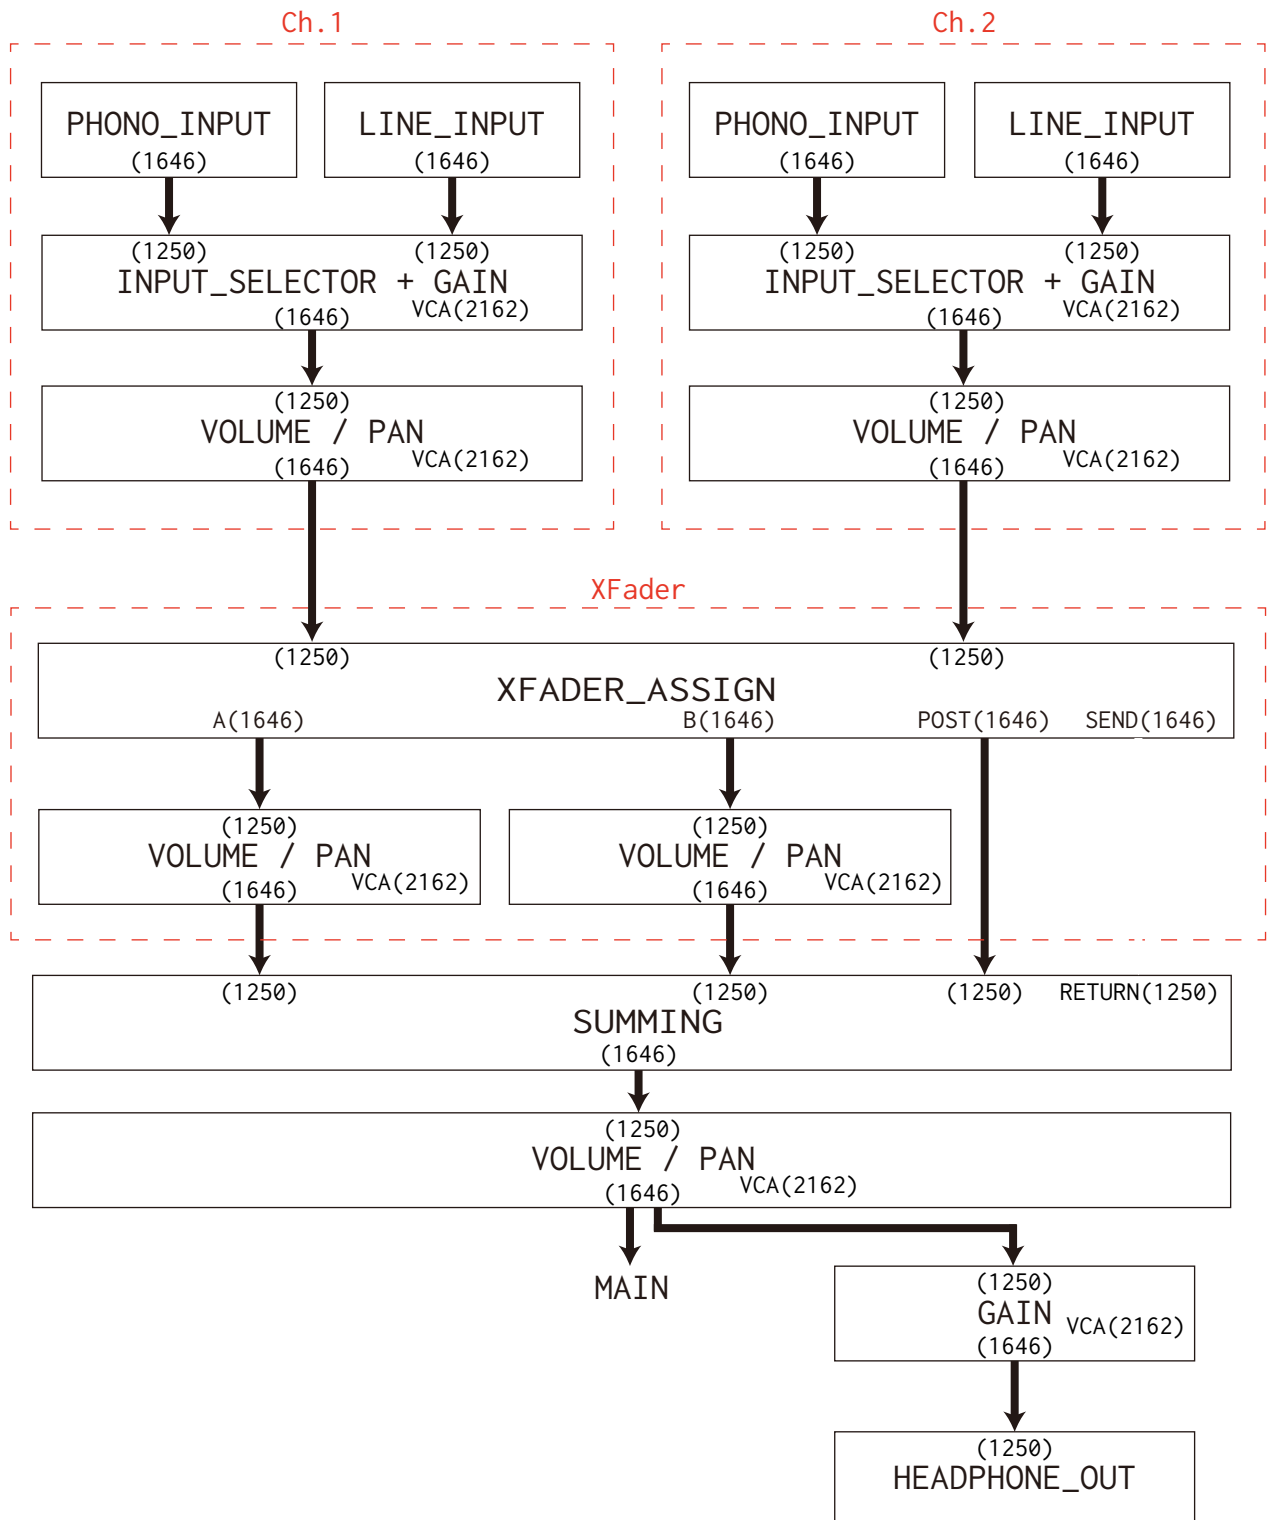 Ch.1
Ch.2
PHONO_INPUT
(1646)
LINE_INPUT
(1646)
PHONO_INPUT
(1646)
LINE_INPUT
(1646)
(1250)
(1250)
INPUT_SELECTOR + GAIN
(1646)
VCA(2162)
(1250)
(1250)
INPUT_SELECTOR + GAIN
(1646)
VCA(2162)
(1250)
VOLUME / PAN
(1646)
VCA(2162)
(1250)
VOLUME / PAN
(1646)
VCA(2162)
XFader
(1250)
(1250)
XFADER_ASSIGN
A(1646)
B(1646)
POST(1646)
SEND(1646)
(1250)
VOLUME / PAN
(1646)
VCA(2162)
(1250)
VOLUME / PAN
(1646)
VCA(2162)
(1250)
(1250)
(1250)
RETURN(1250)
SUMMING
(1646)
(1250)
VOLUME / PAN
(1646)
VCA(2162)
MAIN
(1250)
GAIN
VCA(2162)
(1646)
(1250)
HEADPHONE_OUT